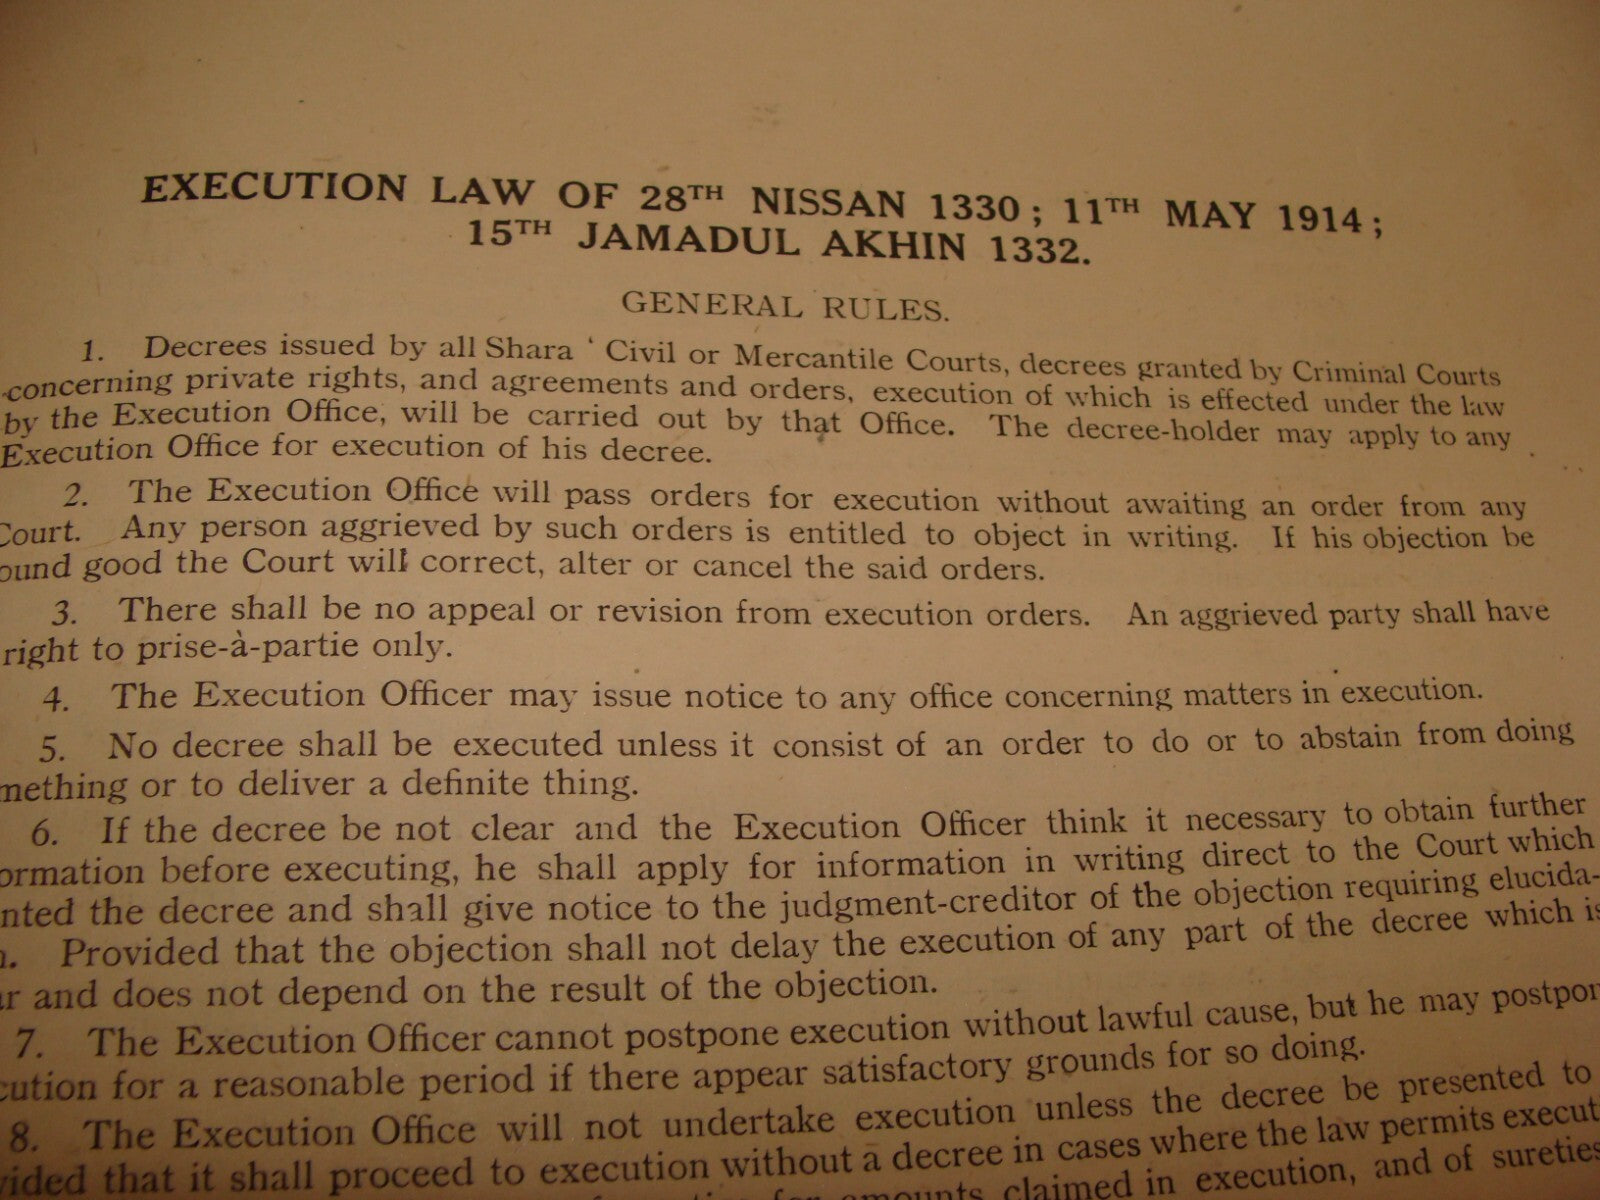 EXECUTION LAW OF 28TH NISSAN 1330; 11TH MAY 1914;
15TH JAMADUL AKHIN 1332.
GENERAL RULES.
1. Decrees issued by all Shara ' Civil or Mercantile Courts, decrees granted by Criminal Courts
concerning private rights, and agreements and orders, execution of which is effected under the law
by the Execution Office, will be carried out by that Office. The decree-holder may apply to any
Execution Office for execution of his decree.
2. The Execution Office will pass orders for execution without awaiting an order from any
Court. Any person aggrieved by such orders is entitled to object in writing. If his objection be
ound good the Court will correct, alter or cancel the said orders.
3. There shall be no appeal or revision from execution orders. An aggrieved party shall have
right to prise-à-partie only.
4. The Execution Officer may issue notice to any office concerning matters in execution.
5. No decree shall be executed unless it consist of an order to do or to abstain from doing
mething or to deliver a definite thing.
6. If the decree be not clear and the Execution Officer think it necessary to obtain further
ormation before executing, he shall apply for information in writing direct to the Court which
nted the decree and shall give notice to the judgment-creditor of the objection requiring elucida-
. Provided that the objection shall not delay the execution of any part of the decree which is
r and does not depend on the result of the objection.
7. The Execution Officer cannot postpone execution without lawful cause, but he may postpon
cution for a reasonable period if there appear satisfactory grounds for so doing.
8. The Execution Office will not undertake execution unless the decree be presented to
vided that it shall proceed to execution without a decree in cases where the law permits execut
for amounts claimed in execution, and of sureties